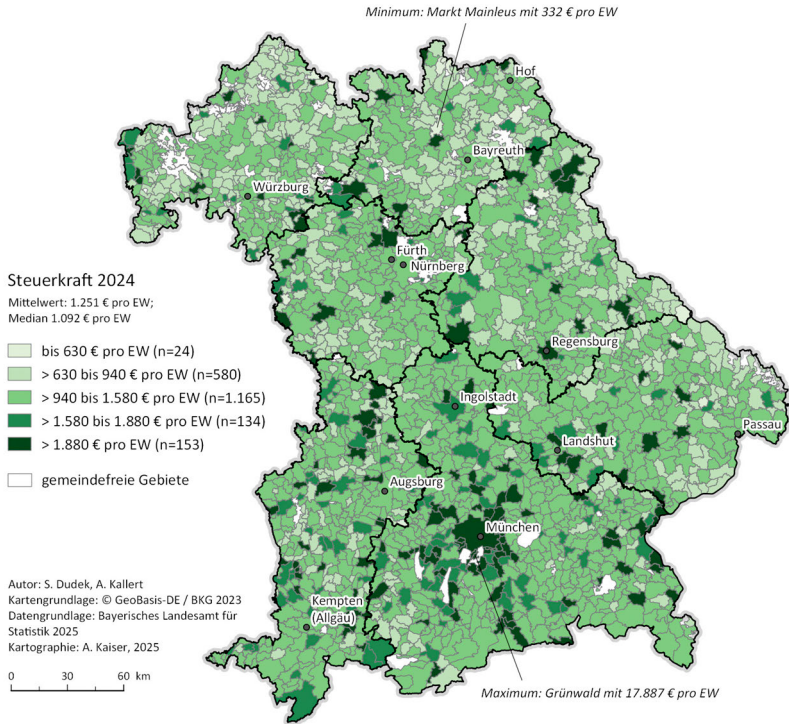 Minimum: Markt Mainleus mit 332 € pro EW
Hof
Bayreuth
Würzburg
Fürth
Nürnberg
Steuerkraft 2024
Mittelwert: 1.251 € pro EW;
Median 1.092 € pro EW
bis 630 € pro EW (n=24)
> 630 bis 940 € pro EW (n=580)
> 940 bis 1.580 € pro EW (n=1.165)
> 1.580 bis 1.880 € pro EW (n=134)
> 1.880 € pro EW (n=153)
gemeindefreie Gebiete
Regensburg
Ingolstadt
Landshut
Passau
Augsburg
München
Kempten
(Allgäu)
Autor: S. Dudek, A. Kallert
Kartengrundlage: © GeoBasis-DE / BKG 2023
Datengrundlage: Bayerisches Landesamt für
Statistik 2025
Kartographie: A. Kaiser, 2025
0 30 60 km
Maximum: Grünwald mit 17.887 € pro EW